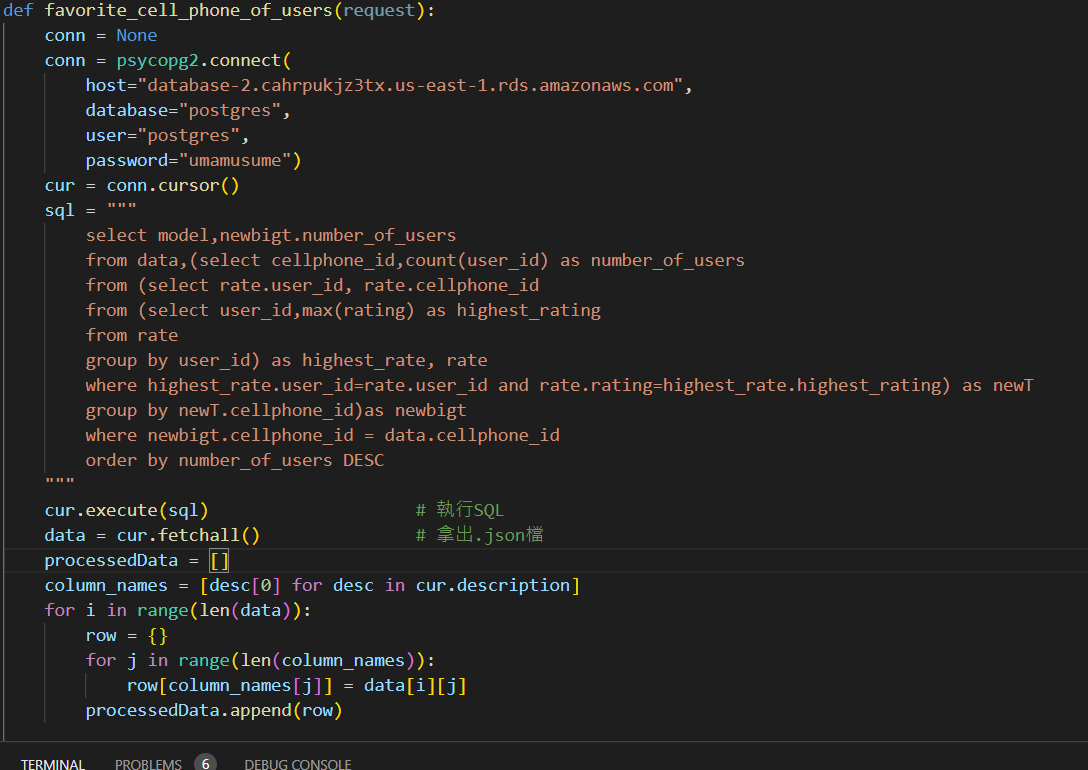 def favorite_cell_phone_of_users(request):
    conn = None
    conn = psycopg2.connect(
        host="database-2.cahrpukjz3tx.us-east-1.rds.amazonaws.com",
        database="postgres",
        user="postgres",
        password="umamusume")
    cur = conn.cursor()
    sql = """
        select model,newbigt.number_of_users
        from data,(select cellphone_id,count(user_id) as number_of_users
        from (select rate.user_id, rate.cellphone_id
        from (select user_id,max(rating) as highest_rating
        from rate
        group by user_id) as highest_rate, rate
        where highest_rate.user_id=rate.user_id and rate.rating=highest_rate.highest_rating) as newT
        group by newT.cellphone_id)as newbigt
        where newbigt.cellphone_id = data.cellphone_id
        order by number_of_users DESC
    """
    cur.execute(sql)                    # 執行SQL
    data = cur.fetchall()               # 拿出.json檔
    processedData = []
    column_names = [desc[0] for desc in cur.description]
    for i in range(len(data)):
        row = {}
        for j in range(len(column_names)):
            row[column_names[j]] = data[i][j]
        processedData.append(row)
TERMINAL PROBLEMS 6 DEBUG CONSOLE